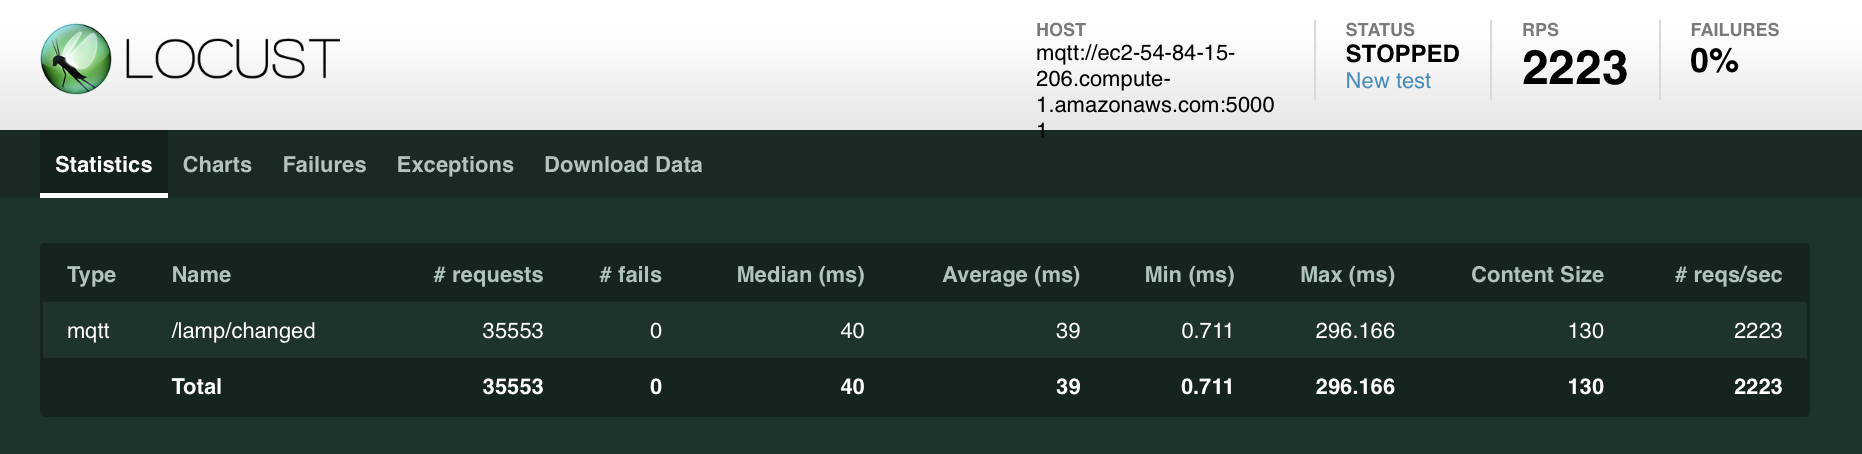 LOCUST
HOST
mqtt://ec2-54-84-15-
206.compute-
1.amazonaws.com:5000
1
STATUS
STOPPED
New test
RPS
2223
FAILURES
0%
Statistics Charts Failures Exceptions Download Data
Type Name # requests # fails Median (ms) Average (ms) Min (ms) Max (ms) Content Size # reqs/sec
mqtt /lamp/changed 35553 0 40 39 0.711 296.166 130 2223
Total 35553 0 40 39 0.711 296.166 130 2223